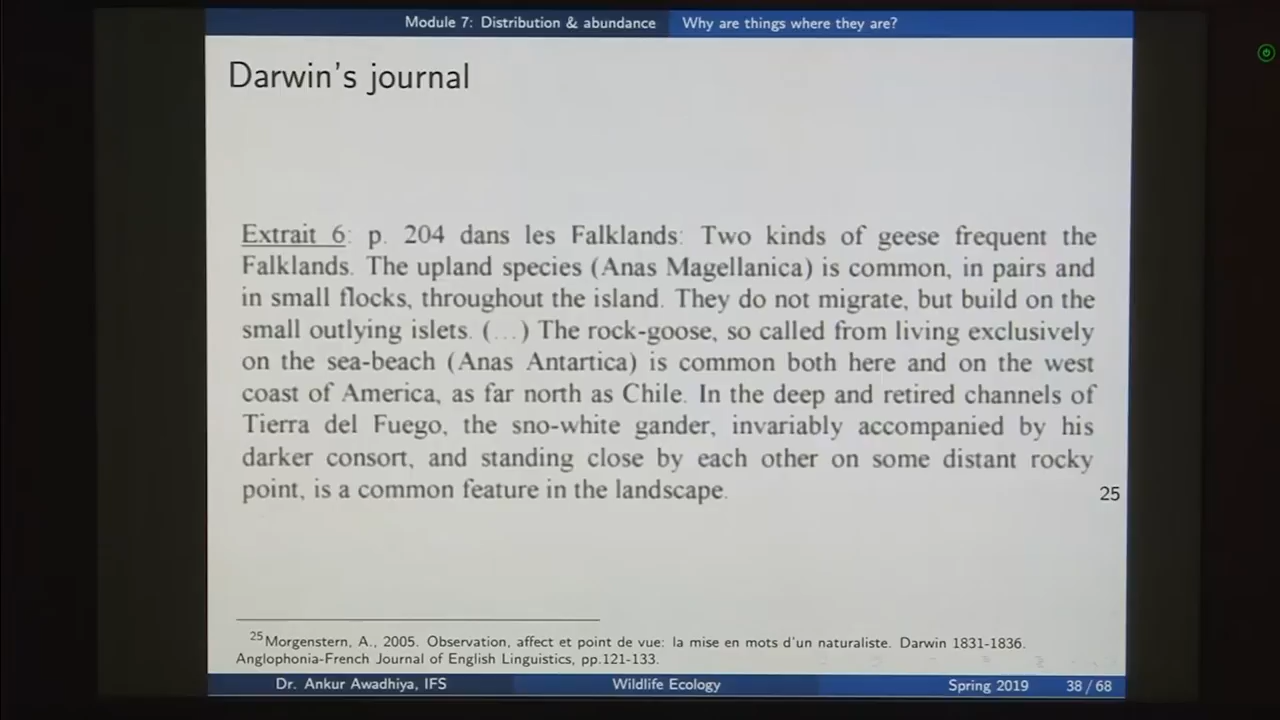 Module 7: Distribution & abundance Why are things where they are?
Darwin's journal
Extrait 6: p. 204 dans les Falklands: Two kinds of geese frequent the
Falklands. The upland species (Anas Magellanica) is common, in pairs and
in small flocks, throughout the island. They do not migrate, but build on the
small outlying islets. (...) The rock-goose, so called from living exclusively
on the sea-beach (Anas Antartica) is common both here and on the west
coast of America, as far north as Chile. In the deep and retired channels of
Tierra del Fuego, the sno-white gander, invariably accompanied by his
darker consort, and standing close by each other on some distant rocky
point, is a common feature in the landscape.
25
25 Morgenstern, A., 2005. Observation, affect et point de vue: la mise en mots d'un naturaliste. Darwin 1831-1836.
Anglophonia-French Journal of English Linguistics, pp.121-133.
Dr. Ankur Awadhiya, IFS Wildlife Ecology Spring 2019 38 / 68